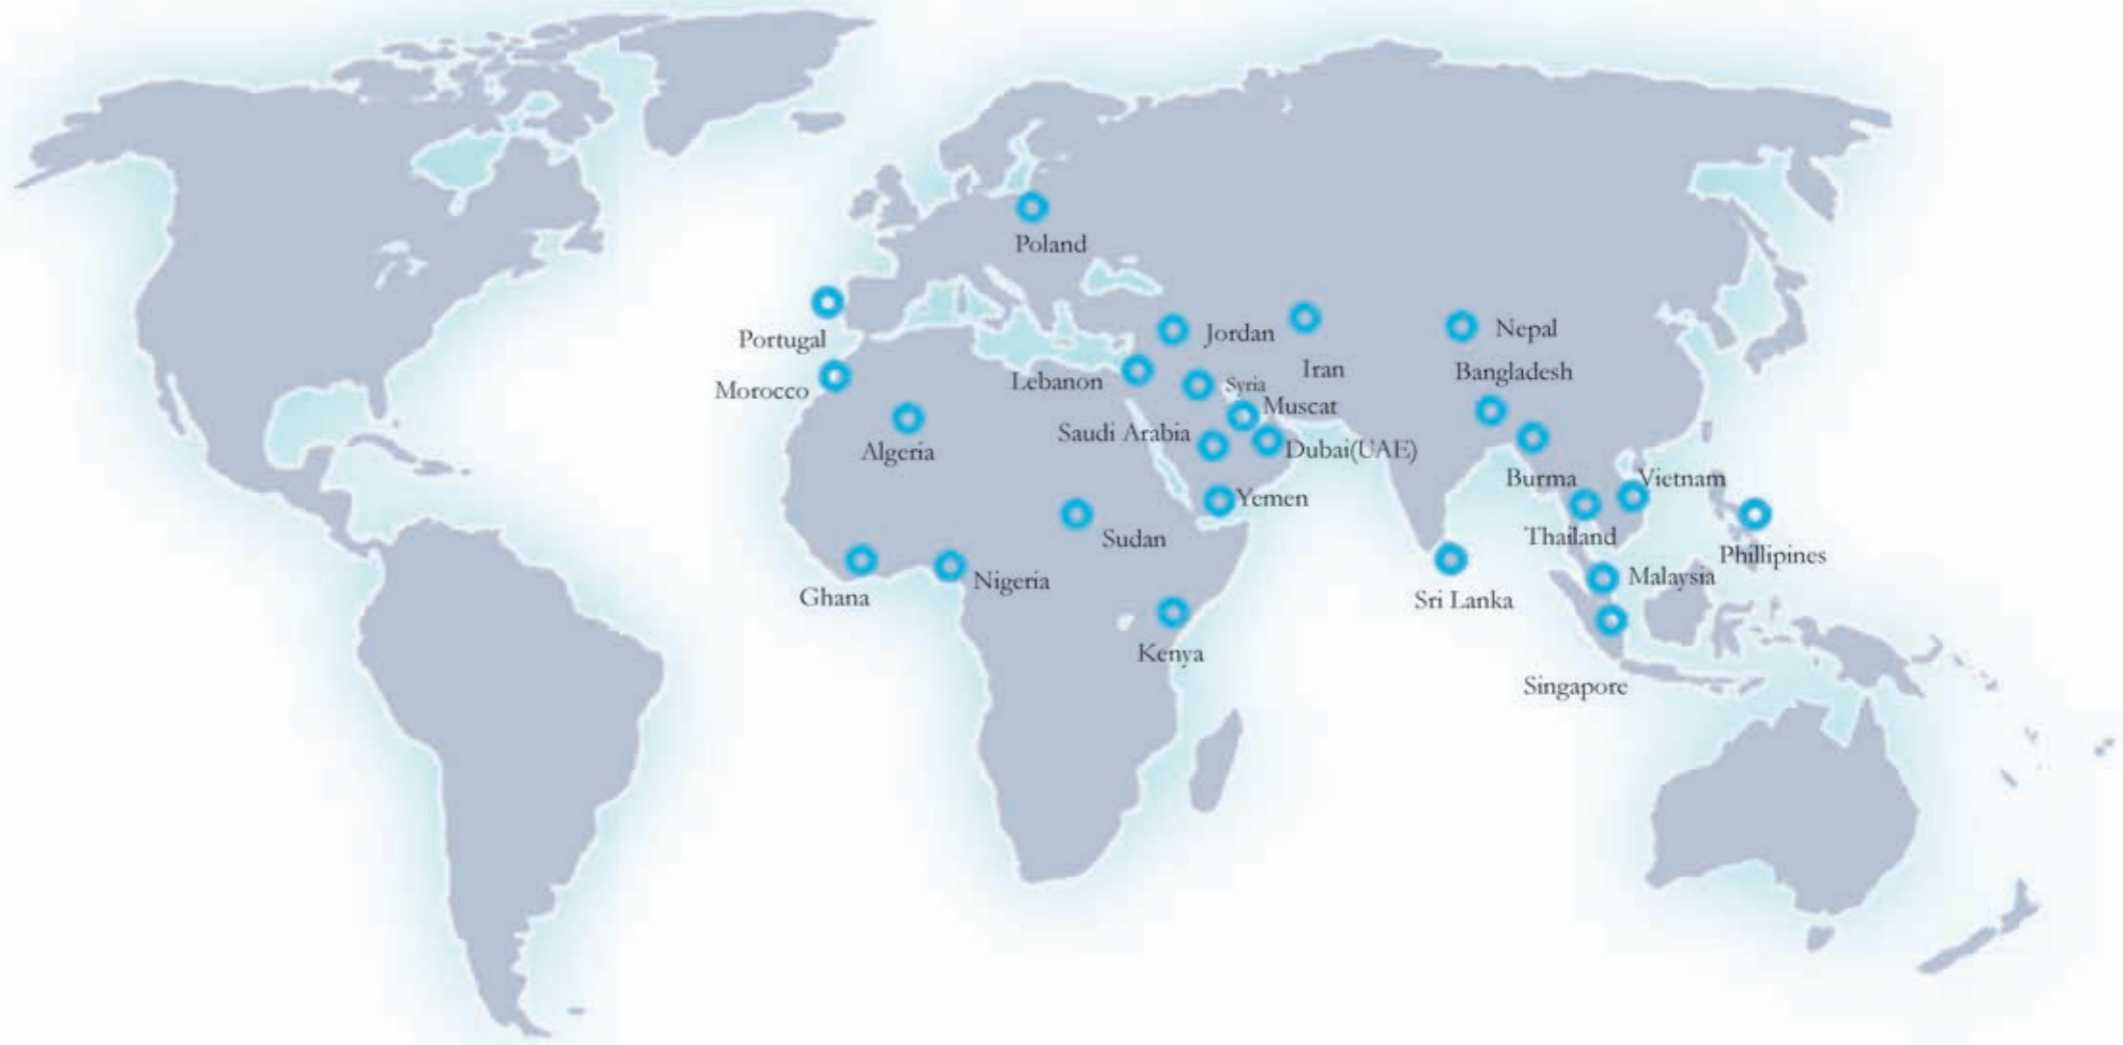 Poland
Portugal
Jordan
Nepal
Iran
Bangladesh
Lebanon
Syria
Morocco
Muscat
Saudi Arabia
Dubai(UAE)
Algeria
Burma
Vietnam
Yemen
Sudan
Thailand
Phillipines
Nigeria
Malaysia
Ghana
Sri Lanka
Kenya
Singapore